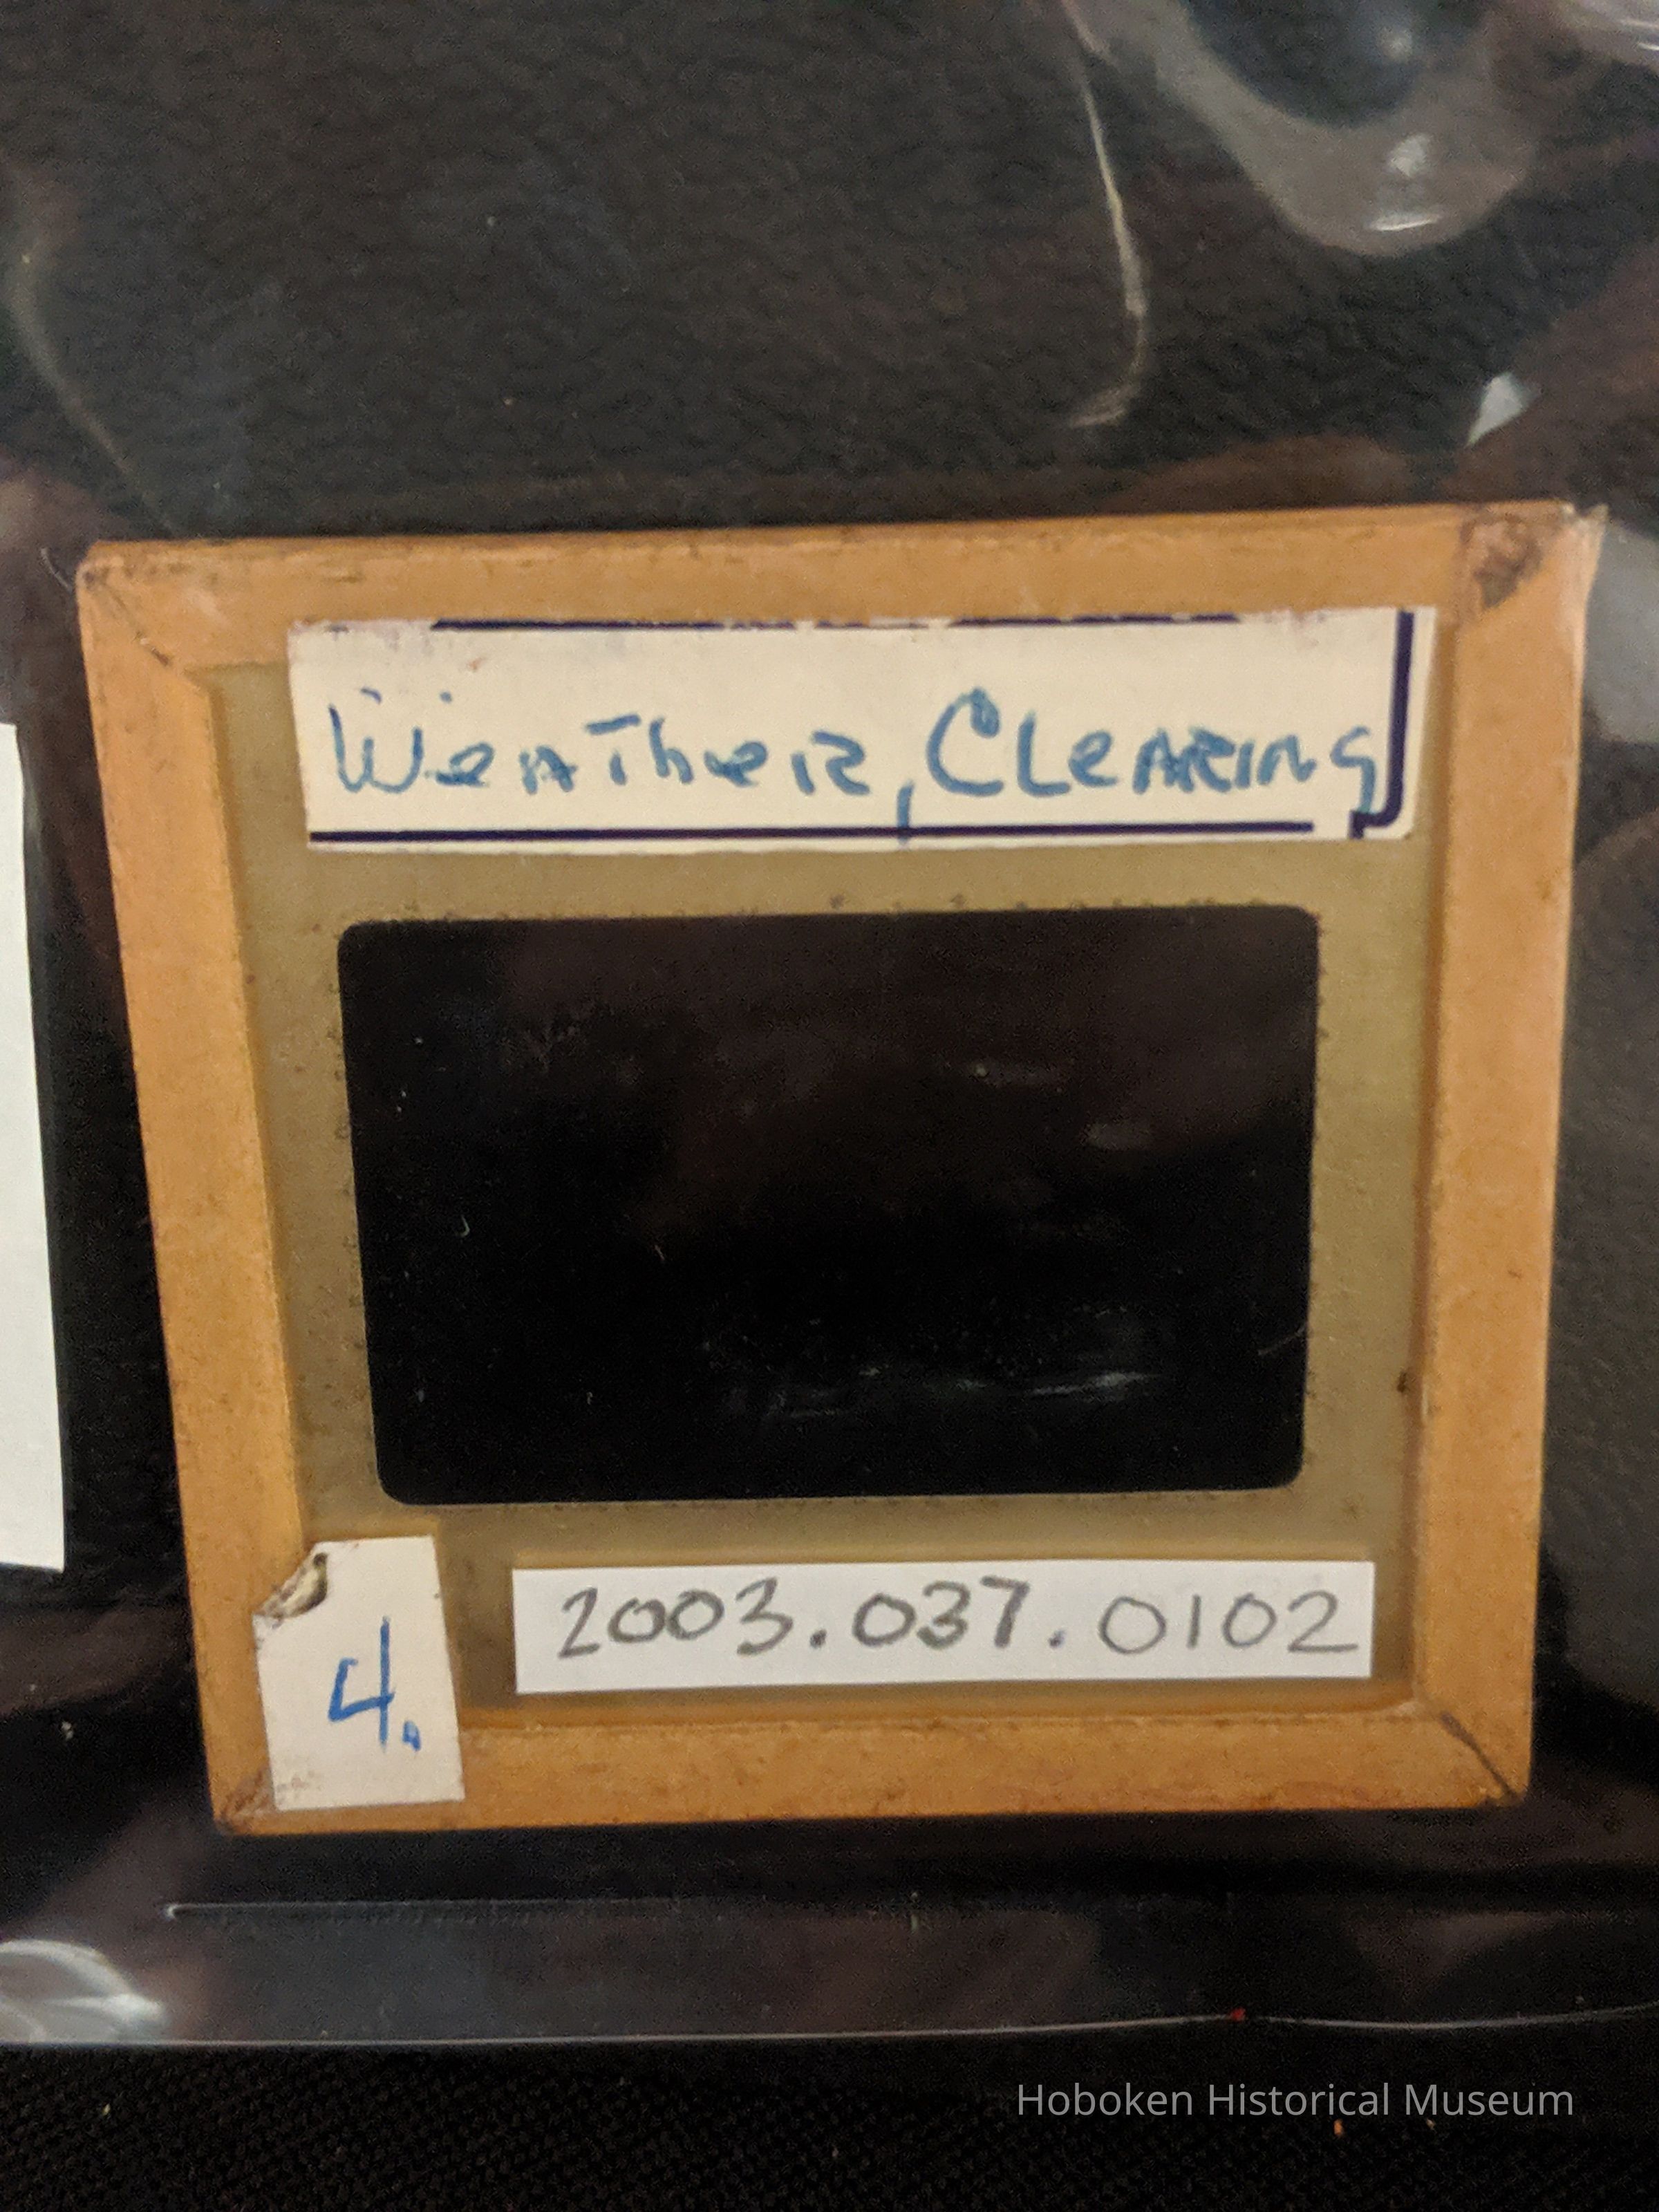 Weather, Clearing
4.
2003.037.0102
Hoboken Historical Museum